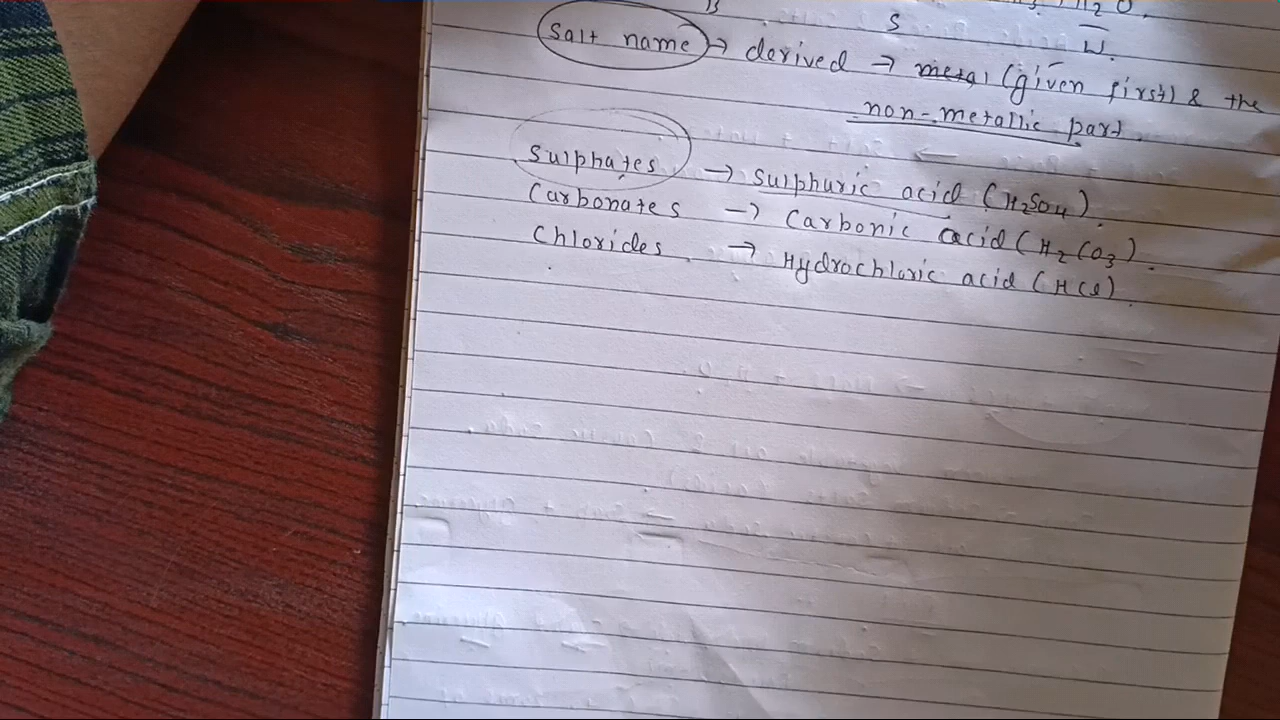 H2O.
S
W
Salt name → derived → metal (given first) & the
non-metallic part.
Sulphates → Sulphuric acid (H2SO4).
Carbonates → Carbonic acid (H2CO3).
Chlorides → Hydrochloric acid (HCl).